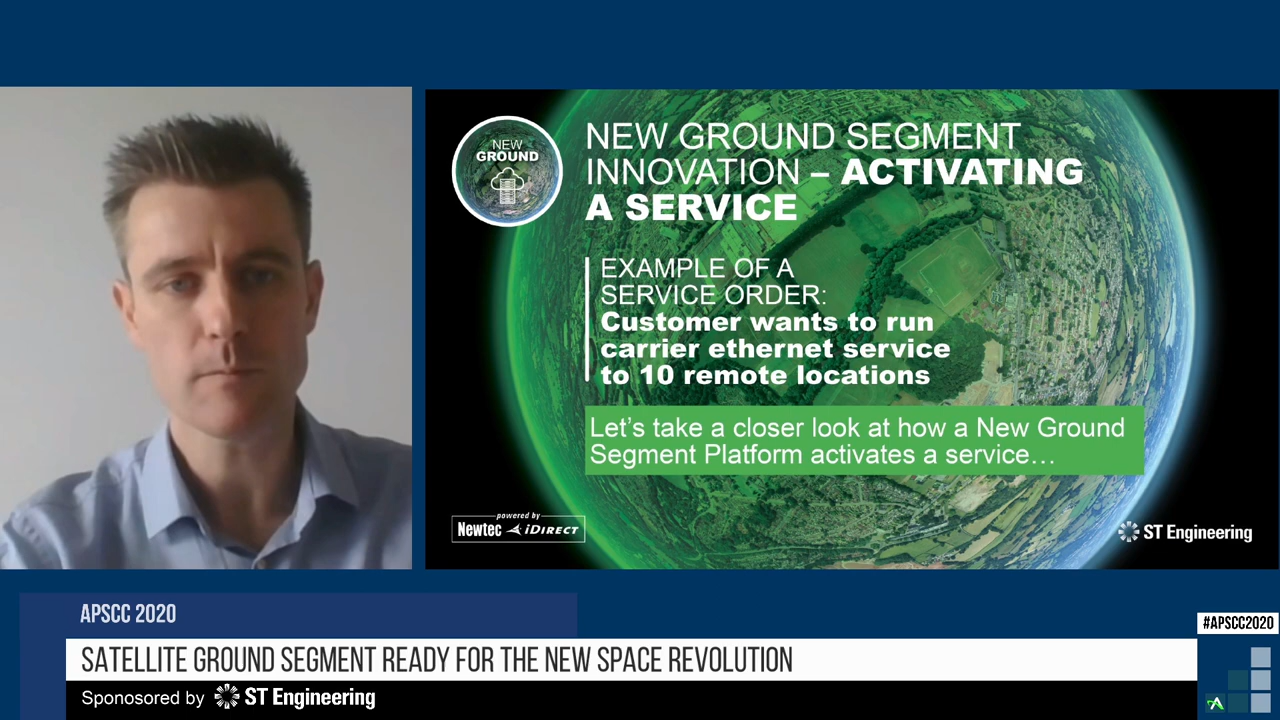 NEW
GROUND
NEW GROUND SEGMENT
INNOVATION – ACTIVATING
A SERVICE
EXAMPLE OF A
SERVICE ORDER:
Customer wants to run
carrier ethernet service
to 10 remote locations
Let's take a closer look at how a New Ground
Segment Platform activates a service...
powered by
Newtec iDIRECT
ST Engineering
APSCC 2020
#APSCC2020
SATELLITE GROUND SEGMENT READY FOR THE NEW SPACE REVOLUTION
Sponosored by ST Engineering